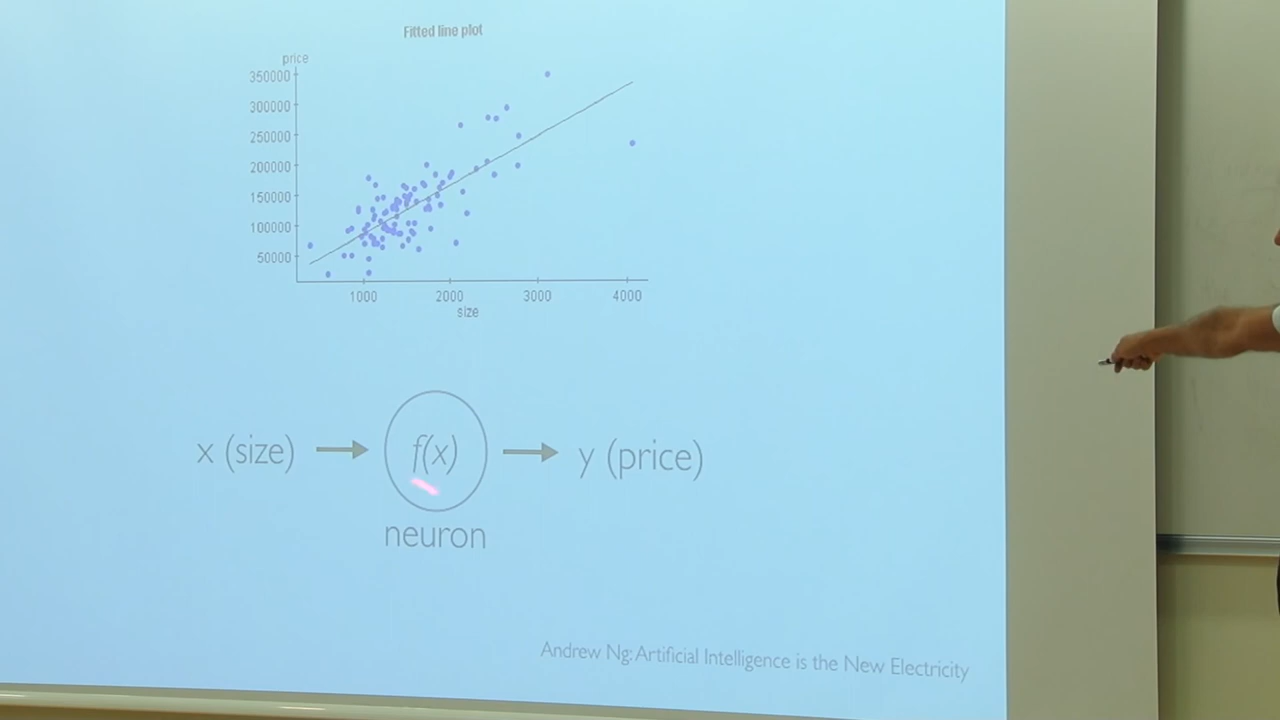 Fitted line plot
price
350000
300000
250000
200000
150000
100000
50000
1000 2000 3000 4000
size
x (size) f(x) y (price)
neuron
Andrew Ng: Artificial Intelligence is the New Electricity